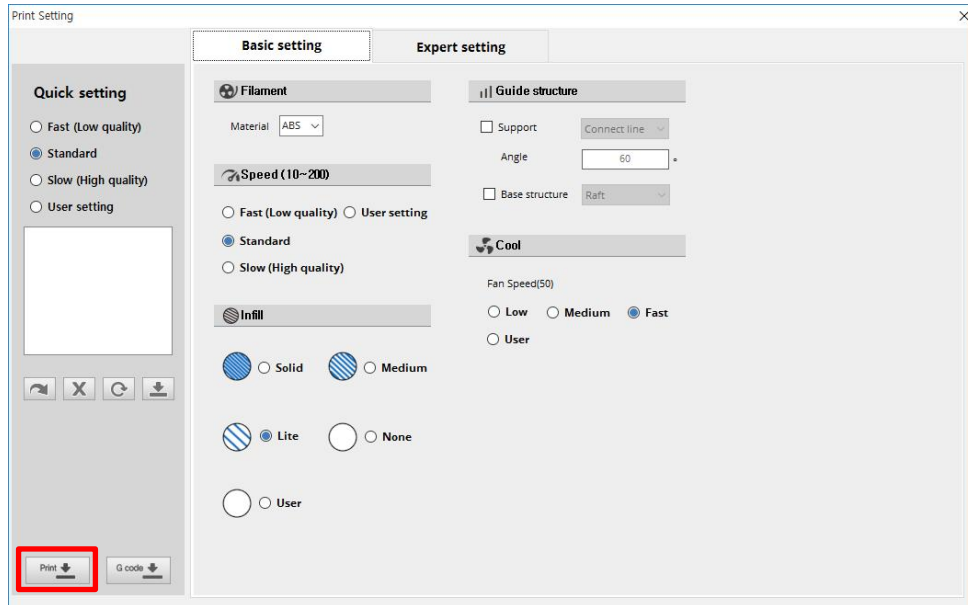 Print Setting
Basic setting
Expert setting
Quick setting
Fast (Low quality)
Standard
Slow (High quality)
User setting
Print
G code
Filament
Material ABS
Speed (10~200)
Fast (Low quality) User setting
Standard
Slow (High quality)
Infill
Solid Medium
Lite None
User
Guide structure
Support Connect line
Angle 60 °
Base structure Raft
Cool
Fan Speed(50)
Low Medium Fast
User